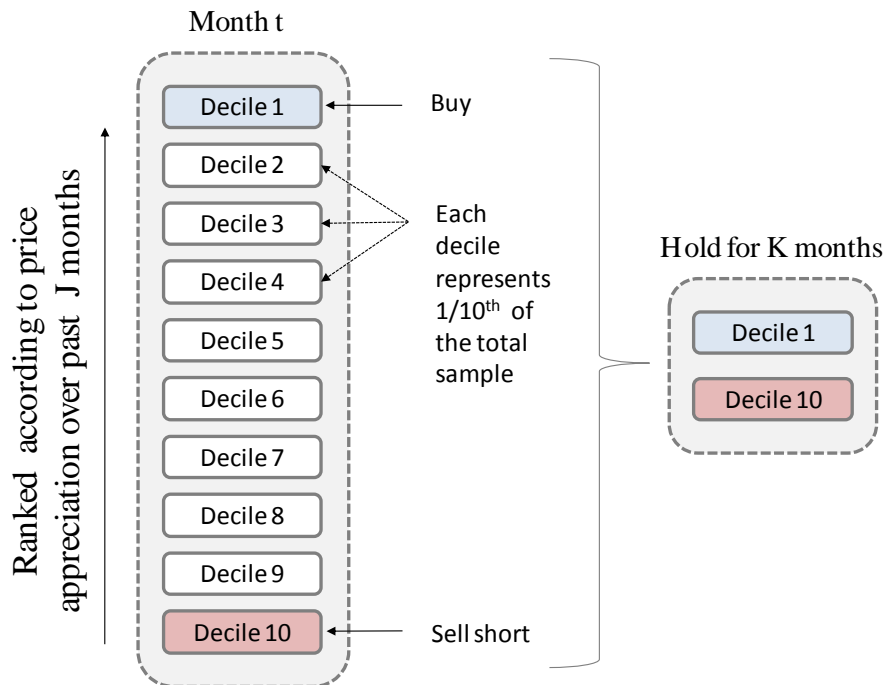 Month t
Ranked according to price
appreciation over past J months
Decile 1
Decile 2
Decile 3
Decile 4
Decile 5
Decile 6
Decile 7
Decile 8
Decile 9
Decile 10
Buy
Each
decile
represents
1/10th of
the total
sample
Sell short
Hold for K months
Decile 1
Decile 10